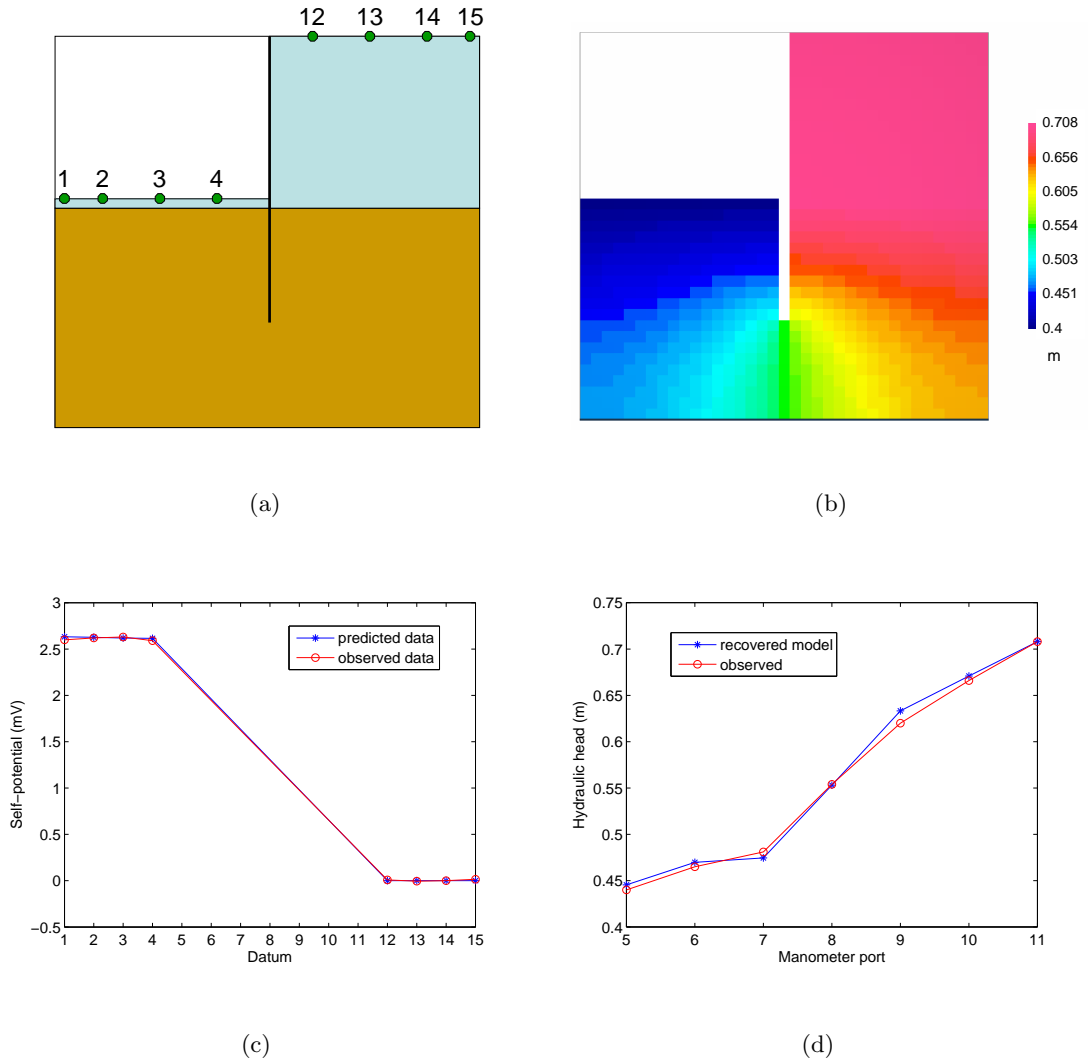 12 13 14 15
1 2 3 4
(a)
0.708
0.656
0.605
0.554
0.503
0.451
0.4
m
(b)
3
2.5
2
1.5
1
0.5
0
−0.5
Self−potential (mV)
predicted data
observed data
1 2 3 4 5 6 7 8 9 10 11 12 13 14 15
Datum
(c)
0.75
0.7
0.65
0.6
0.55
0.5
0.45
0.4
Hydraulic head (m)
recovered model
observed
5 6 7 8 9 10 11
Manometer port
(d)